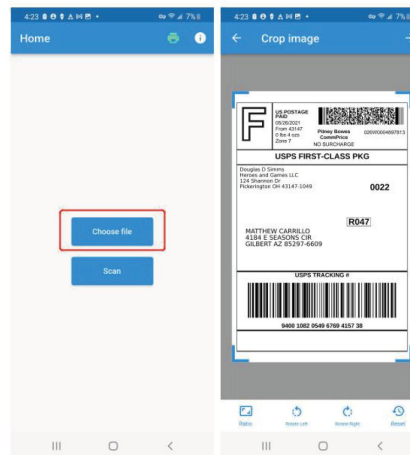 4:23
7%
Home
Choose file
Scan
4:23
7%
Crop image
F
US POSTAGE
PAID
05/28/2021
From 43147
0 lbs 4 ozs
Zone 7
Pitney Bowes
CommPrice
NO SURCHARGE
USPS FIRST-CLASS PKG
Douglas D Simms
Heroes and Games LLC
124 Shannon Dr
Pickerington OH 43147-1049
0022
R047
MATTHEW CARRILLO
4184 E SEASONS CIR
GILBERT AZ 85297-6609
USPS TRACKING #
9400 1082 0549 6769 4157 38
Ratio
Rotate Left
Rotate Right
Reset